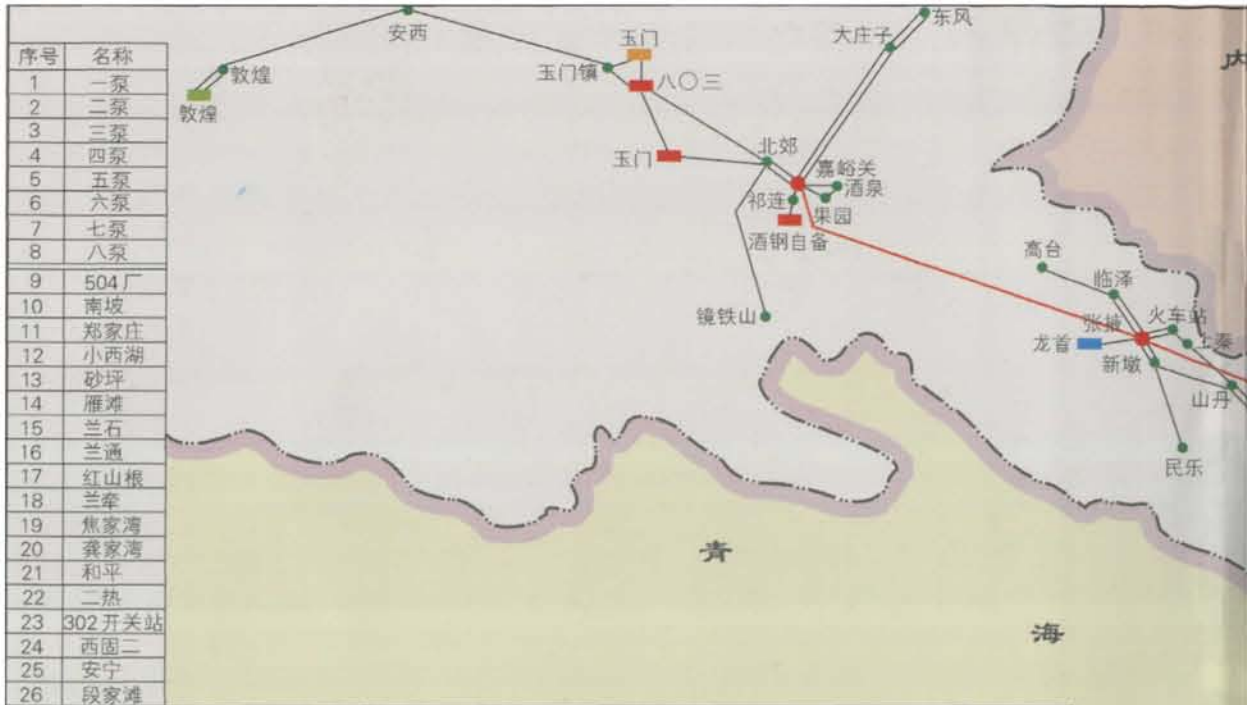 序号 名称
1 一泵
2 二泵
3 三泵
4 四泵
5 五泵
6 六泵
7 七泵
8 八泵
9 504厂
10 南坡
11 郑家庄
12 小西湖
13 砂坪
14 雁滩
15 兰石
16 兰通
17 红山根
18 兰牵
19 焦家湾
20 龚家湾
21 和平
22 二热
23 302开关站
24 西固二
25 安宁
26 段家滩
东风
安西
大庄子
玉门
敦煌
玉门镇
八〇三
敦煌
北郊
玉门
嘉峪关
酒泉
祁连
果园
酒钢自备
高台
临泽
镜铁山
张掖
火车站
龙首
上秦
新墩
山丹
民乐
青
海